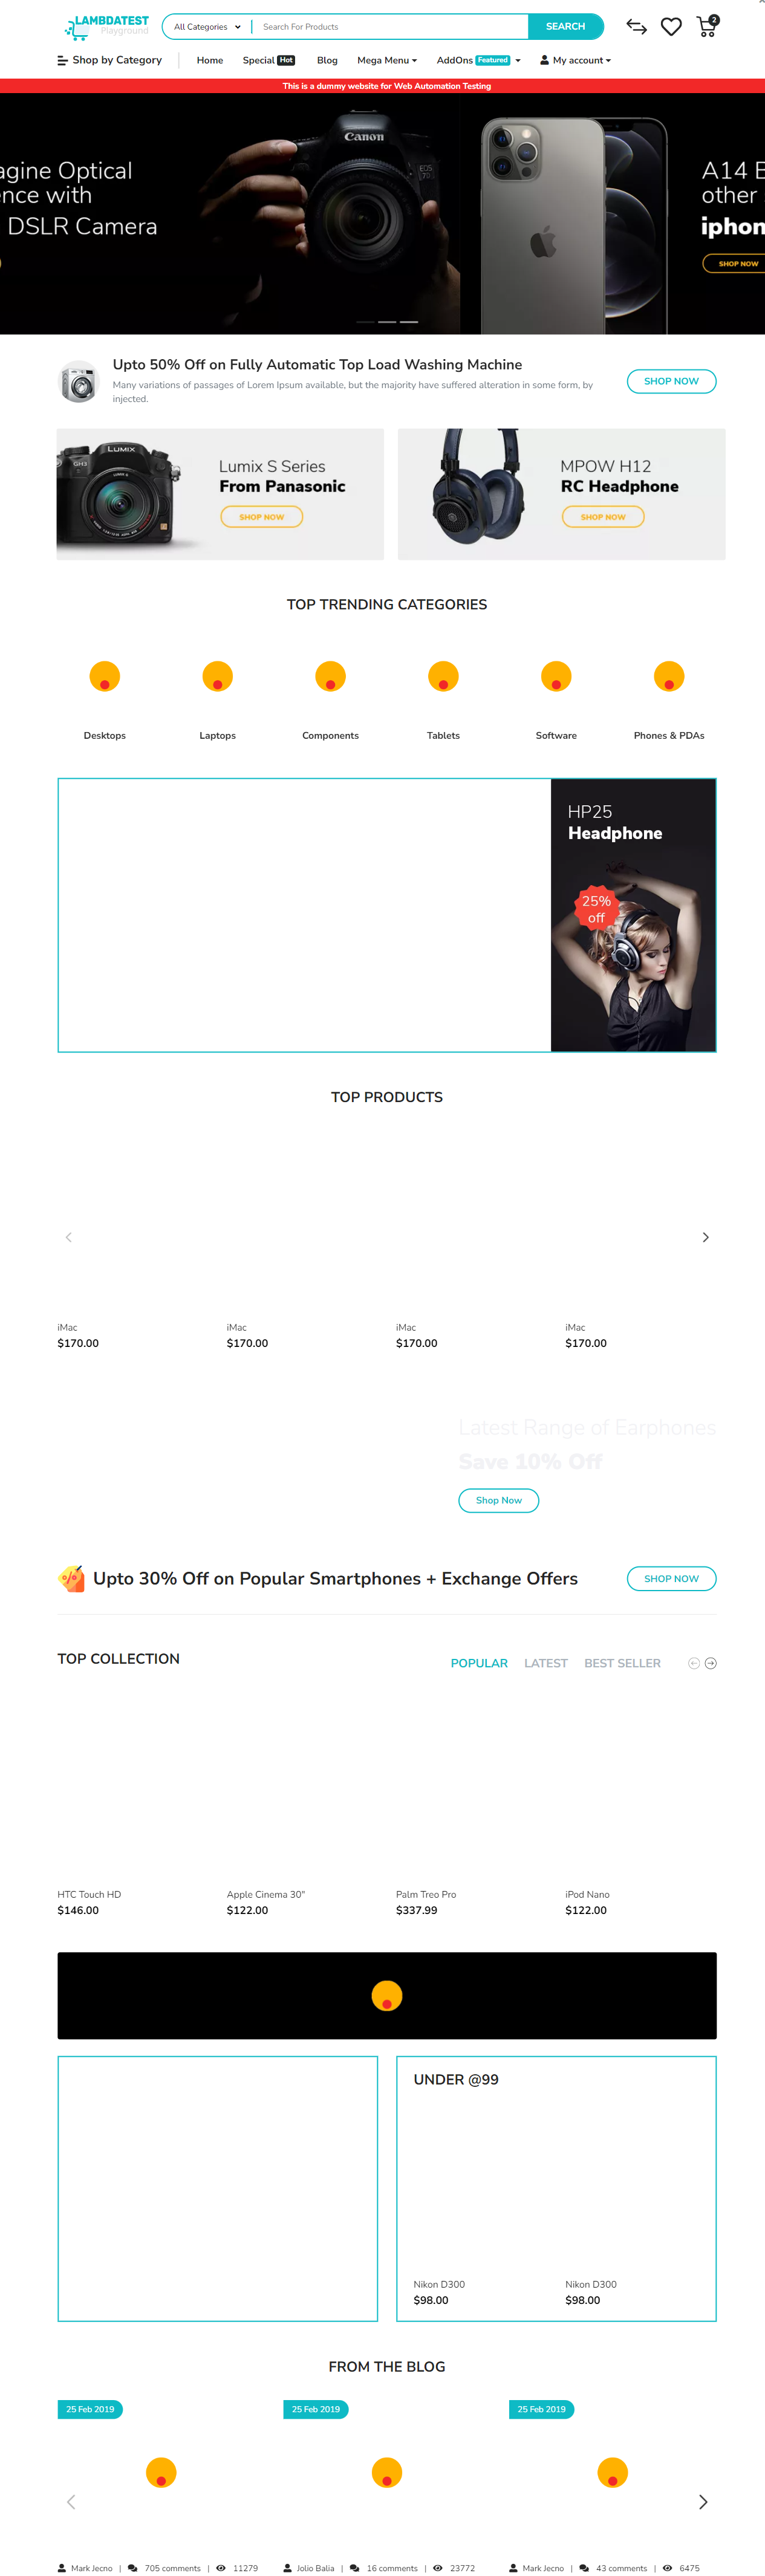 LAMBDATEST
Playground
All Categories
Search For Products
SEARCH
2
Shop by Category
Home
Special Hot
Blog
Mega Menu
AddOns Featured
My account
This is a dummy website for Web Automation Testing
agine Optical
nce with
DSLR Camera
Canon
EOS
A14
other
iphon
SHOP NOW
Upto 50% Off on Fully Automatic Top Load Washing Machine
Many variations of passages of Lorem Ipsum available, but the majority have suffered alteration in some form, by
injected.
SHOP NOW
LUMIX
GH3
Lumix S Series
From Panasonic
SHOP NOW
MPOW H12
RC Headphone
SHOP NOW
TOP TRENDING CATEGORIES
Desktops
Laptops
Components
Tablets
Software
Phones & PDAs
HP25
Headphone
25%
off
TOP PRODUCTS
iMac
$170.00
iMac
$170.00
iMac
$170.00
iMac
$170.00
Latest Range of Earphones
Save 10% Off
Shop Now
Upto 30% Off on Popular Smartphones + Exchange Offers
SHOP NOW
TOP COLLECTION
POPULAR
LATEST
BEST SELLER
HTC Touch HD
$146.00
Apple Cinema 30"
$122.00
Palm Treo Pro
$337.99
iPod Nano
$122.00
UNDER @99
Nikon D300
$98.00
Nikon D300
$98.00
FROM THE BLOG
25 Feb 2019
25 Feb 2019
25 Feb 2019
Mark Jecno | 705 comments | 11279
Jolio Balia | 16 comments | 23772
Mark Jecno | 43 comments | 6475